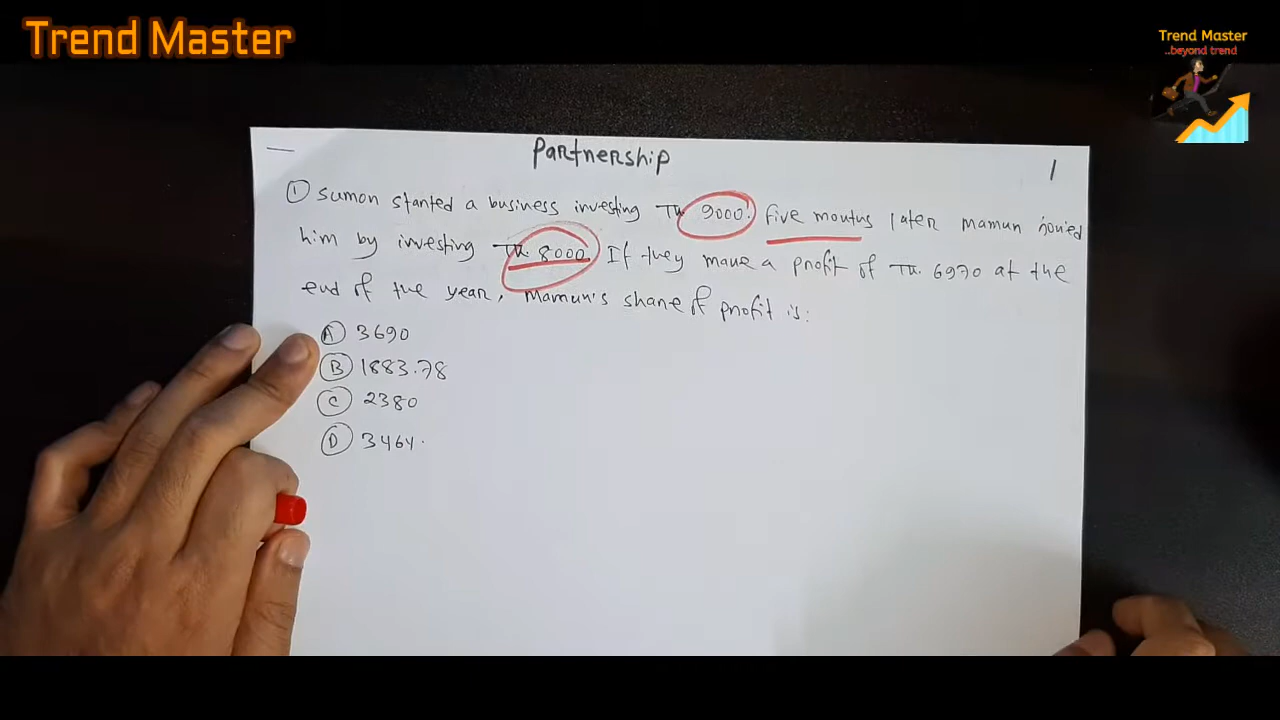 Trend Master
Trend Master
..beyond trend
Partnership
1
① Sumon started a business investing TK. 9000. five months later Mamun joined
him by investing TK. 8000. If they make a profit of TK. 6970 at the
end of the year, Mamun's share of profit is:
Ⓐ 3690
Ⓑ 1883.78
Ⓒ 2380
Ⓓ 3464.